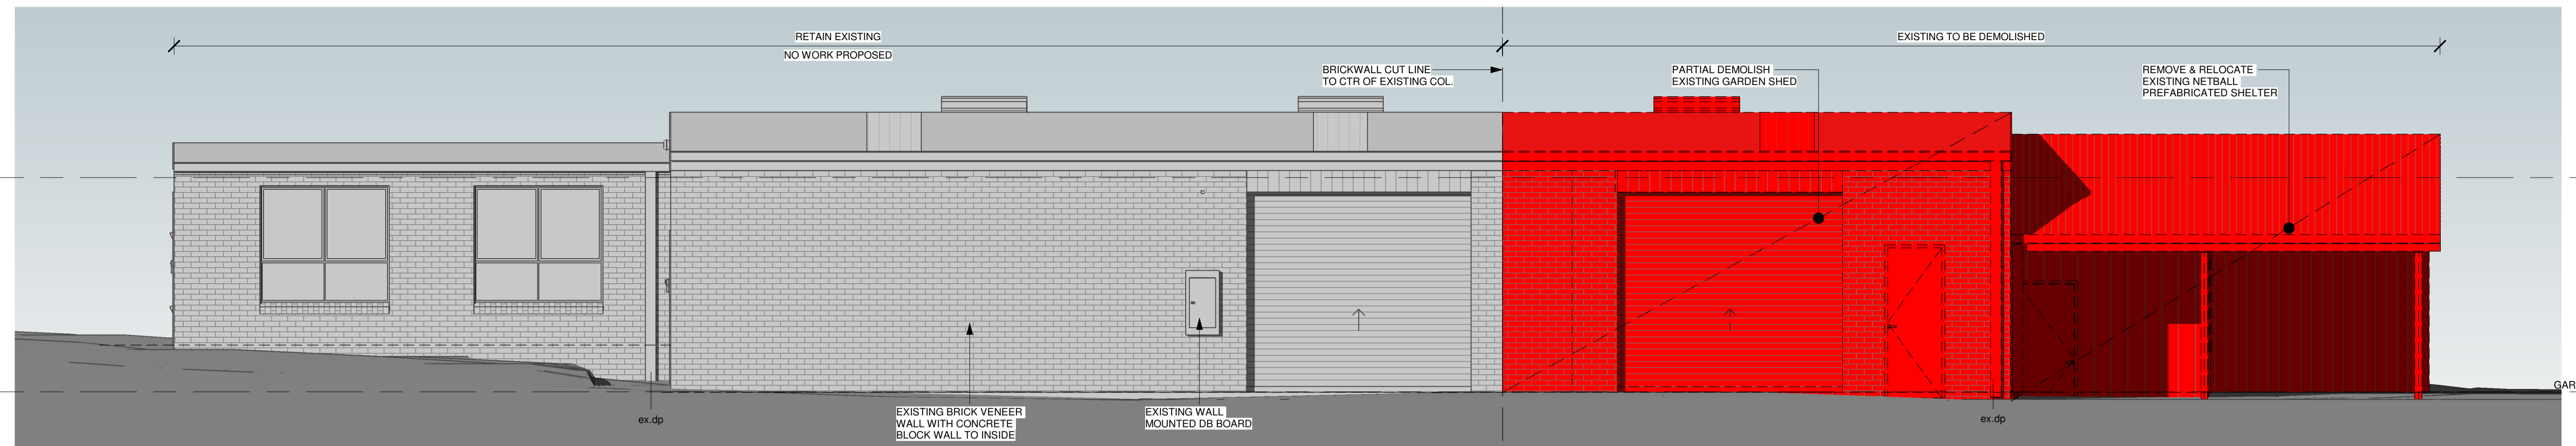 RETAIN EXISTING
NO WORK PROPOSED
EXISTING TO BE DEMOLISHED
BRICKWALL CUT LINE
TO CTR OF EXISTING COL.
PARTIAL DEMOLISH
EXISTING GARDEN SHED
REMOVE & RELOCATE
EXISTING NETBALL
PREFABRICATED SHELTER
GAR
EXISTING BRICK VENEER
WALL WITH CONCRETE
BLOCK WALL TO INSIDE
EXISTING WALL
MOUNTED DB BOARD
ex.dp
ex.dp